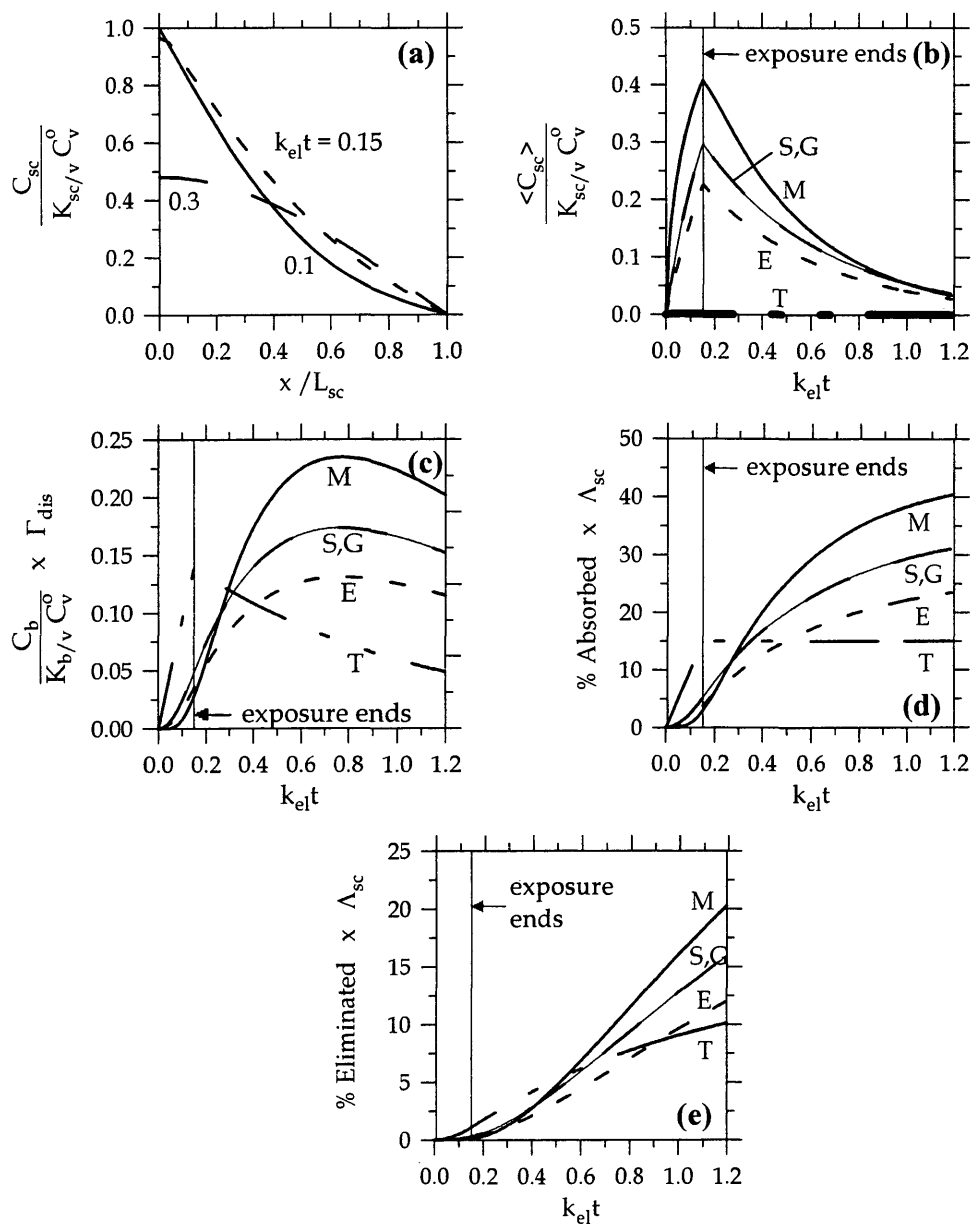 (a)
C_sc / K_sc/v C_v^o
1.0
0.8
0.6
0.4
0.2
0.0
k_el t = 0.15
0.3
0.1
0.0 0.2 0.4 0.6 0.8 1.0
x / L_sc
(b)
exposure ends
<C_sc> / K_sc/v C_v^o
0.5
0.4
0.3
0.2
0.1
0.0
S,G
M
E
T
0.0 0.2 0.4 0.6 0.8 1.0 1.2
k_el t
(c)
C_b / K_b/v C_v^o x Γ_dis
0.25
0.20
0.15
0.10
0.05
0.00
M
S,G
E
T
exposure ends
0.0 0.2 0.4 0.6 0.8 1.0 1.2
k_el t
% Absorbed x Λ_sc
50
40
30
20
10
0
exposure ends
M
S,G
E
T
(d)
0.0 0.2 0.4 0.6 0.8 1.0 1.2
k_el t
% Eliminated x Λ_sc
25
20
15
10
5
0
exposure
ends
M
S,G
E
T
(e)
0.0 0.2 0.4 0.6 0.8 1.0 1.2
k_el t